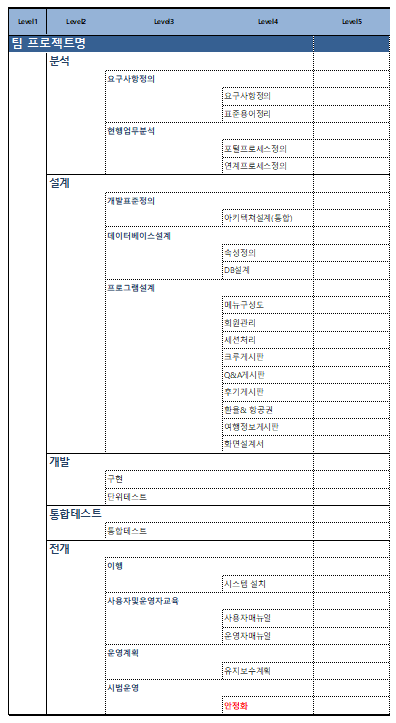 Level1 Level2 Level3 Level4 Level5
팀 프로젝트명
분석
요구사항정의
요구사항정의
표준용어정리
현행업무분석
포털프로세스정의
연계프로세스정의
설계
개발표준정의
아키텍처설계(통합)
데이터베이스설계
속성정의
DB설계
프로그램설계
메뉴구성도
회원관리
세션처리
크루게시판
Q&A게시판
후기게시판
환율& 항공권
여행정보게시판
화면설계서
개발
구현
단위테스트
통합테스트
통합테스트
전개
이행
시스템 설치
사용자및운영자교육
사용자매뉴얼
운영자매뉴얼
운영계획
유지보수계획
시범운영
안정화